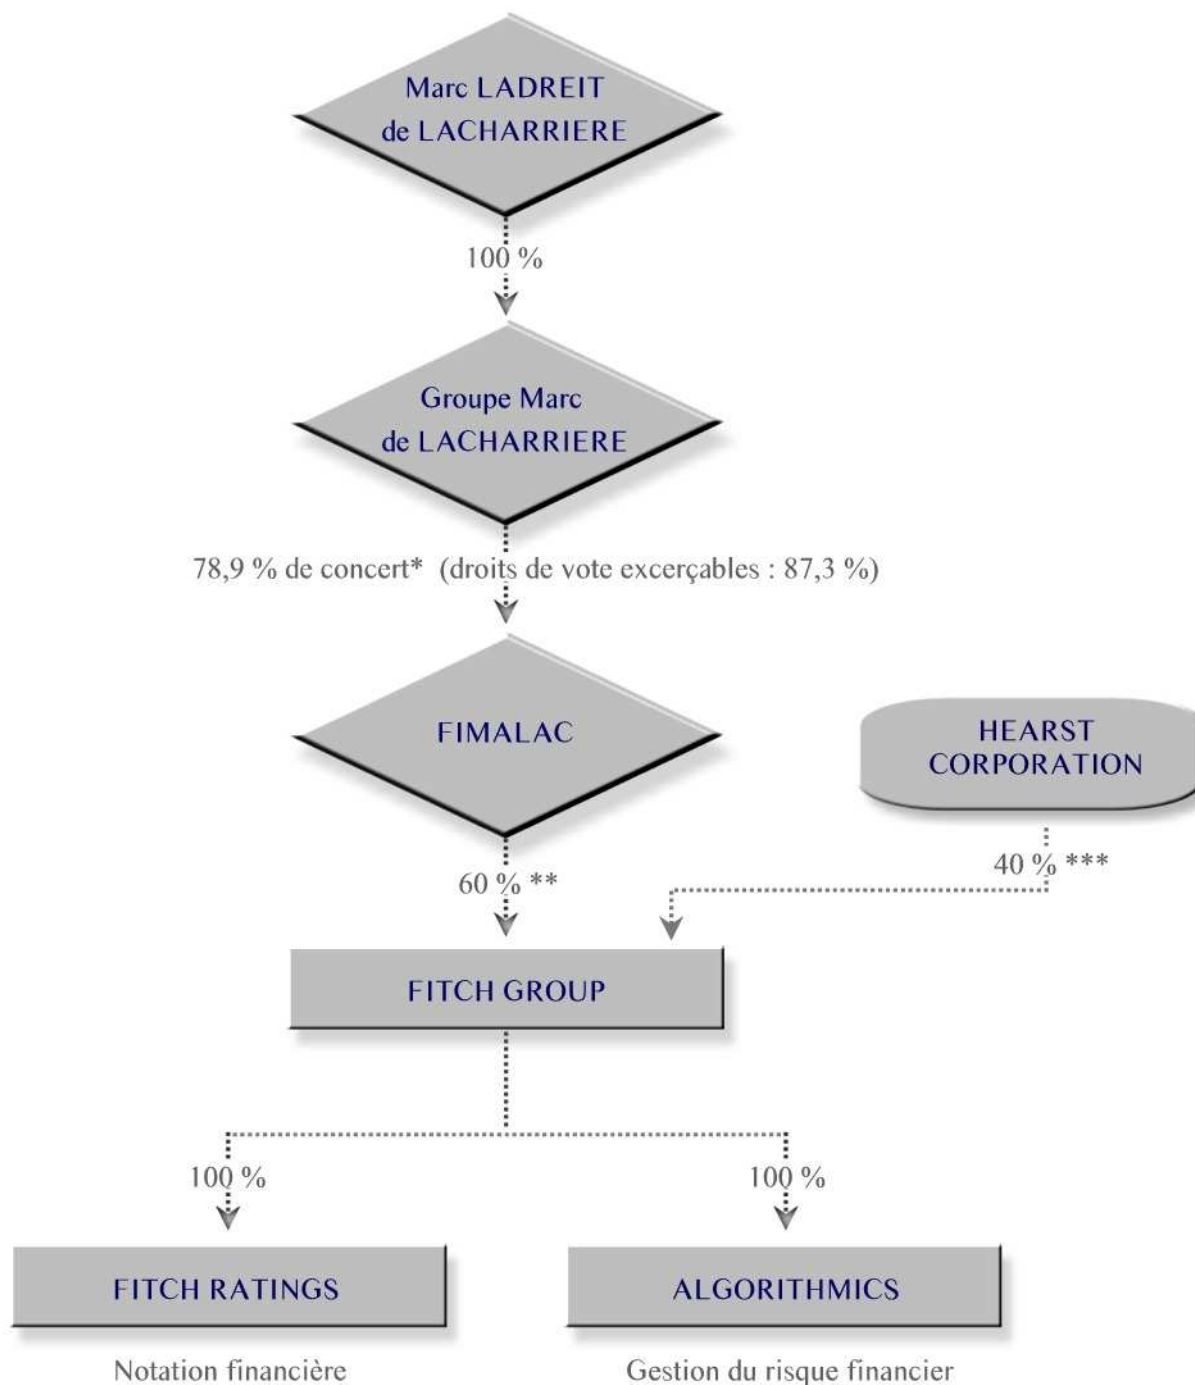 Marc LADREIT
de LACHARRIERE
100 %
Groupe Marc
de LACHARRIERE
78,9 % de concert* (droits de vote excerçables : 87,3 %)
FIMALAC
HEARST
CORPORATION
60 % **
40 % ***
FITCH GROUP
100 %
100 %
FITCH RATINGS
ALGORITHMICS
Notation financière
Gestion du risque financier